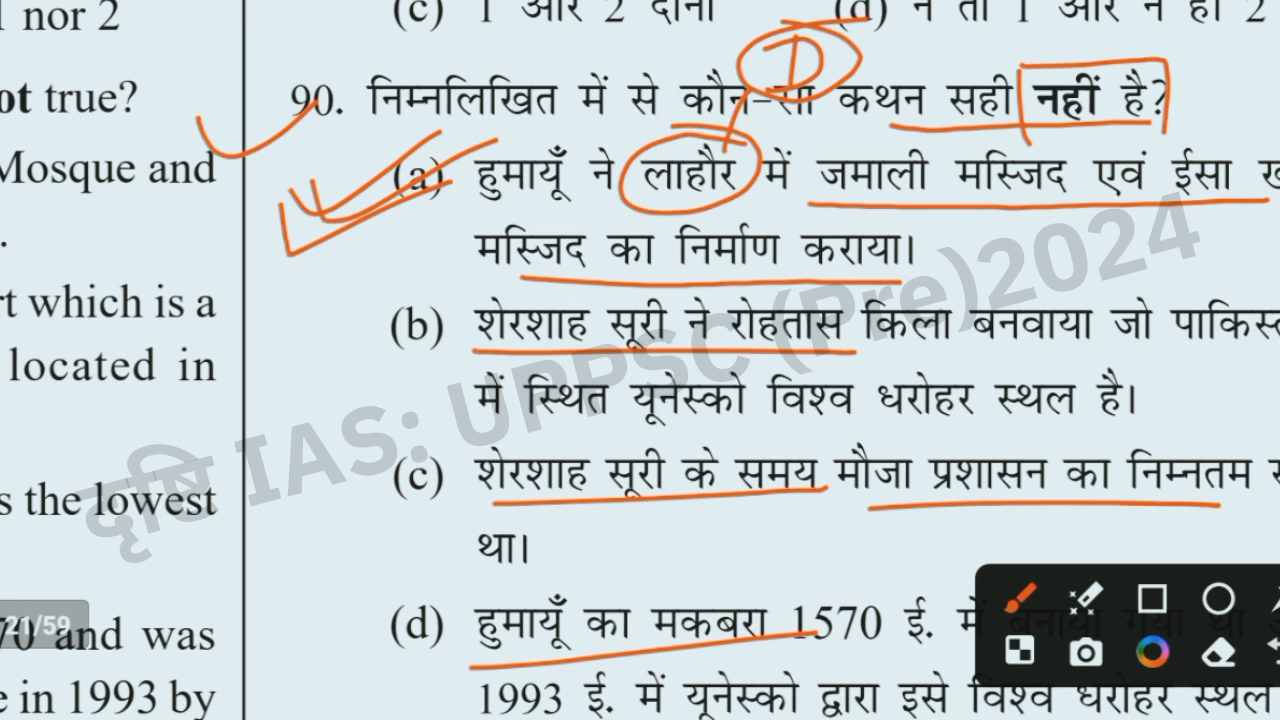 nor 2
ot true?
Mosque and
.
rt which is a
located in
s the lowest
70 and was
e in 1993 by
21/59
(c) 1 और 2 दोनों (d) न तो 1 और न ही 2
90. निम्नलिखित में से कौन-सा कथन सही नहीं है?
D
(a) हुमायूँ ने लाहौर में जमाली मस्जिद एवं ईसा ख
मस्जिद का निर्माण कराया।
(b) शेरशाह सूरी ने रोहतास किला बनवाया जो पाकिस्
में स्थित यूनेस्को विश्व धरोहर स्थल है।
(c) शेरशाह सूरी के समय मौजा प्रशासन का निम्नतम
था।
(d) हुमायूँ का मकबरा 1570 ई. में बनाया गया था
1993 ई. में यूनेस्को द्वारा इसे विश्व धरोहर स्थल
दृष्टि IAS: UPPSC (Pre)2024